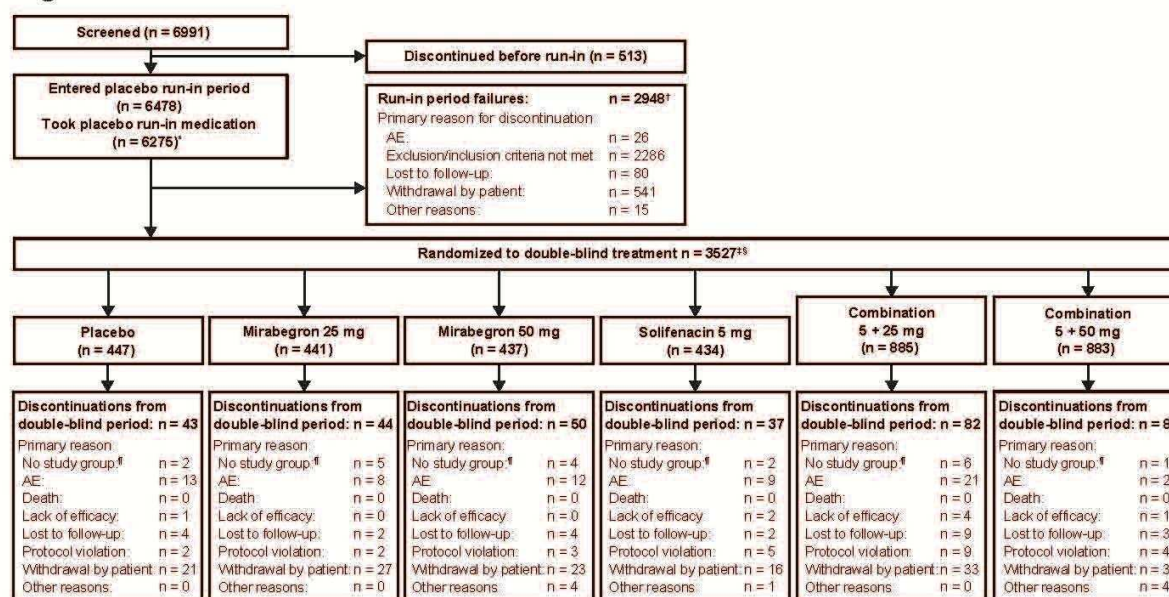 Screened (n = 6991)
Discontinued before run-in (n = 513)
Entered placebo run-in period
(n = 6478)
Took placebo run-in medication
(n = 6275)*
Run-in period failures: n = 2948†
Primary reason for discontinuation
AE: n = 26
Exclusion/inclusion criteria not met n = 2286
Lost to follow-up: n = 80
Withdrawal by patient: n = 541
Other reasons: n = 15
Randomized to double-blind treatment n = 3527‡§
Placebo
(n = 447)
Mirabegron 25 mg
(n = 441)
Mirabegron 50 mg
(n = 437)
Solifenacin 5 mg
(n = 434)
Combination
5 + 25 mg
(n = 885)
Combination
5 + 50 mg
(n = 883)
Discontinuations from
double-blind period: n = 43
Primary reason:
No study group:¶ n = 2
AE: n = 13
Death: n = 0
Lack of efficacy: n = 1
Lost to follow-up: n = 4
Protocol violation: n = 2
Withdrawal by patient: n = 21
Other reasons: n = 0
Discontinuations from
double-blind period: n = 44
Primary reason:
No study group:¶ n = 5
AE: n = 8
Death: n = 0
Lack of efficacy: n = 0
Lost to follow-up: n = 2
Protocol violation: n = 2
Withdrawal by patient: n = 27
Other reasons: n = 0
Discontinuations from
double-blind period: n = 50
Primary reason:
No study group:¶ n = 4
AE: n = 12
Death: n = 0
Lack of efficacy: n = 0
Lost to follow-up: n = 4
Protocol violation: n = 3
Withdrawal by patient: n = 23
Other reasons: n = 4
Discontinuations from
double-blind period: n = 37
Primary reason:
No study group:¶ n = 2
AE: n = 9
Death: n = 0
Lack of efficacy: n = 2
Lost to follow-up: n = 2
Protocol violation: n = 5
Withdrawal by patient: n = 16
Other reasons: n = 1
Discontinuations from
double-blind period: n = 82
Primary reason:
No study group:¶ n = 6
AE: n = 21
Death: n = 0
Lack of efficacy: n = 4
Lost to follow-up: n = 9
Protocol violation: n = 9
Withdrawal by patient: n = 33
Other reasons: n = 0
Discontinuations from
double-blind period: n = 8
Primary reason:
No study group:¶ n = 1
AE: n = 2
Death: n = 0
Lack of efficacy: n = 1
Lost to follow-up: n = 3
Protocol violation: n = 4
Withdrawal by patient: n = 3
Other reasons: n = 4